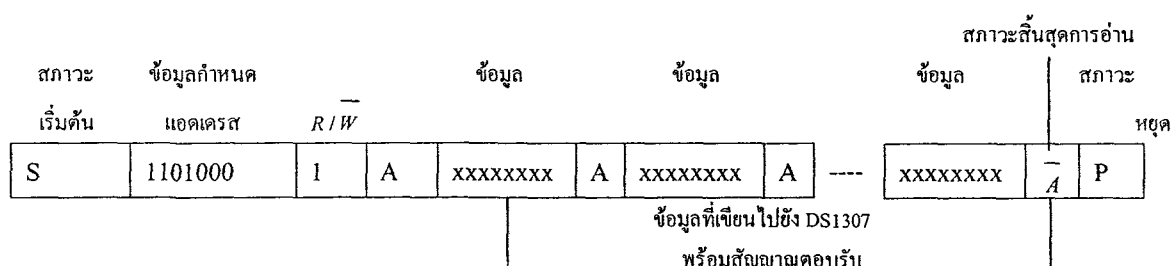 สภาวะสิ้นสุดการอ่าน
สภาวะ ข้อมูลกำหนด ข้อมูล ข้อมูล ข้อมูล สภาวะ
เริ่มต้น แอดเดรส R / W̅ หยุด
S 1101000 1 A xxxxxxxx A xxxxxxxx A ---- xxxxxxxx A̅ P
ข้อมูลที่เขียนไปยัง DS1307
พร้อมสัญญาณตอบรับ